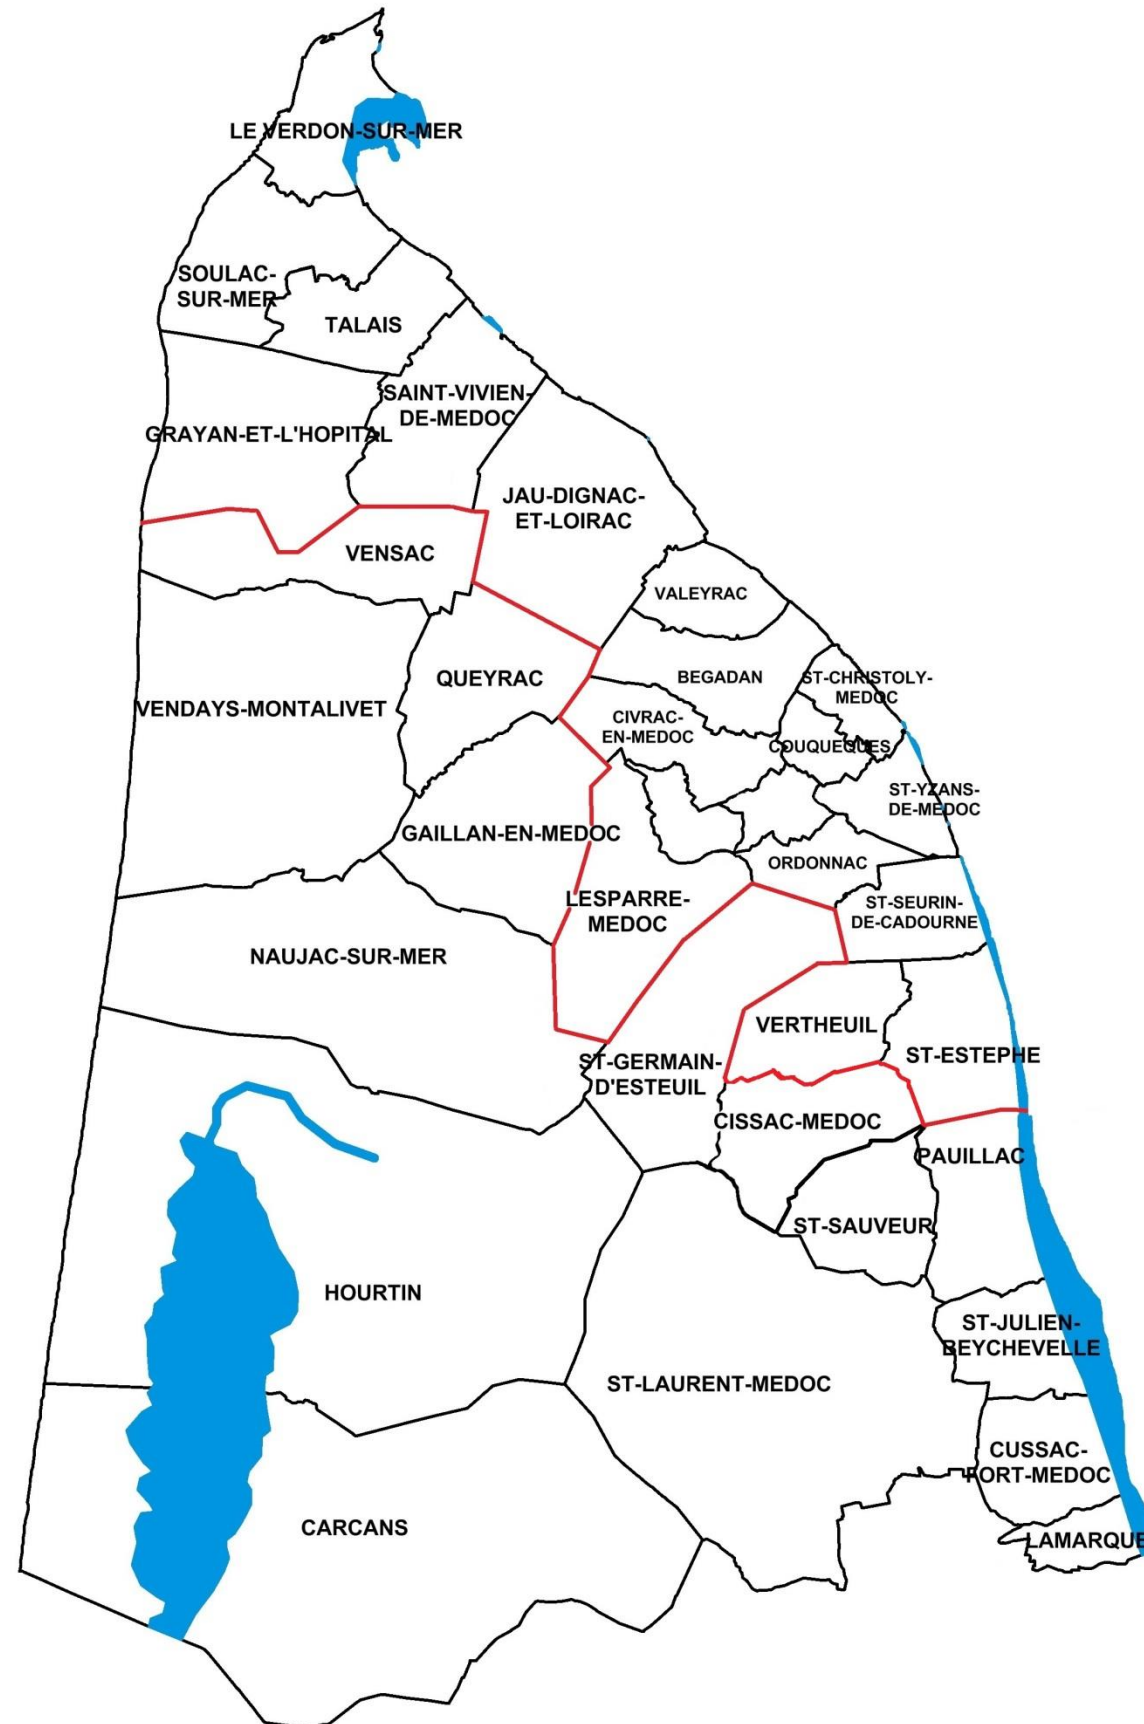 LE VERDON-SUR-MER
SOULAC-
SUR-MER
TALAIS
SAINT-VIVIEN-
DE-MEDOC
GRAYAN-ET-L'HOPITAL
JAU-DIGNAC-
ET-LOIRAC
VENSAC
VALEYRAC
QUEYRAC
BEGADAN
ST-CHRISTOLY-
MEDOC
VENDAYS-MONTALIVET
CIVRAC-
EN-MEDOC
COUQUEQUES
ST-YZANS-
DE-MEDOC
GAILLAN-EN-MEDOC
ORDONNAC
LESPARRE-
MEDOC
ST-SEURIN-
DE-CADOURNE
NAUJAC-SUR-MER
VERTHEUIL
ST-ESTEPHE
ST-GERMAIN-
D'ESTEUIL
CISSAC-MEDOC
PAUILLAC
ST-SAUVEUR
HOURTIN
ST-JULIEN-
BEYCHEVELLE
ST-LAURENT-MEDOC
CUSSAC-
FORT-MEDOC
CARCANS
LAMARQUE